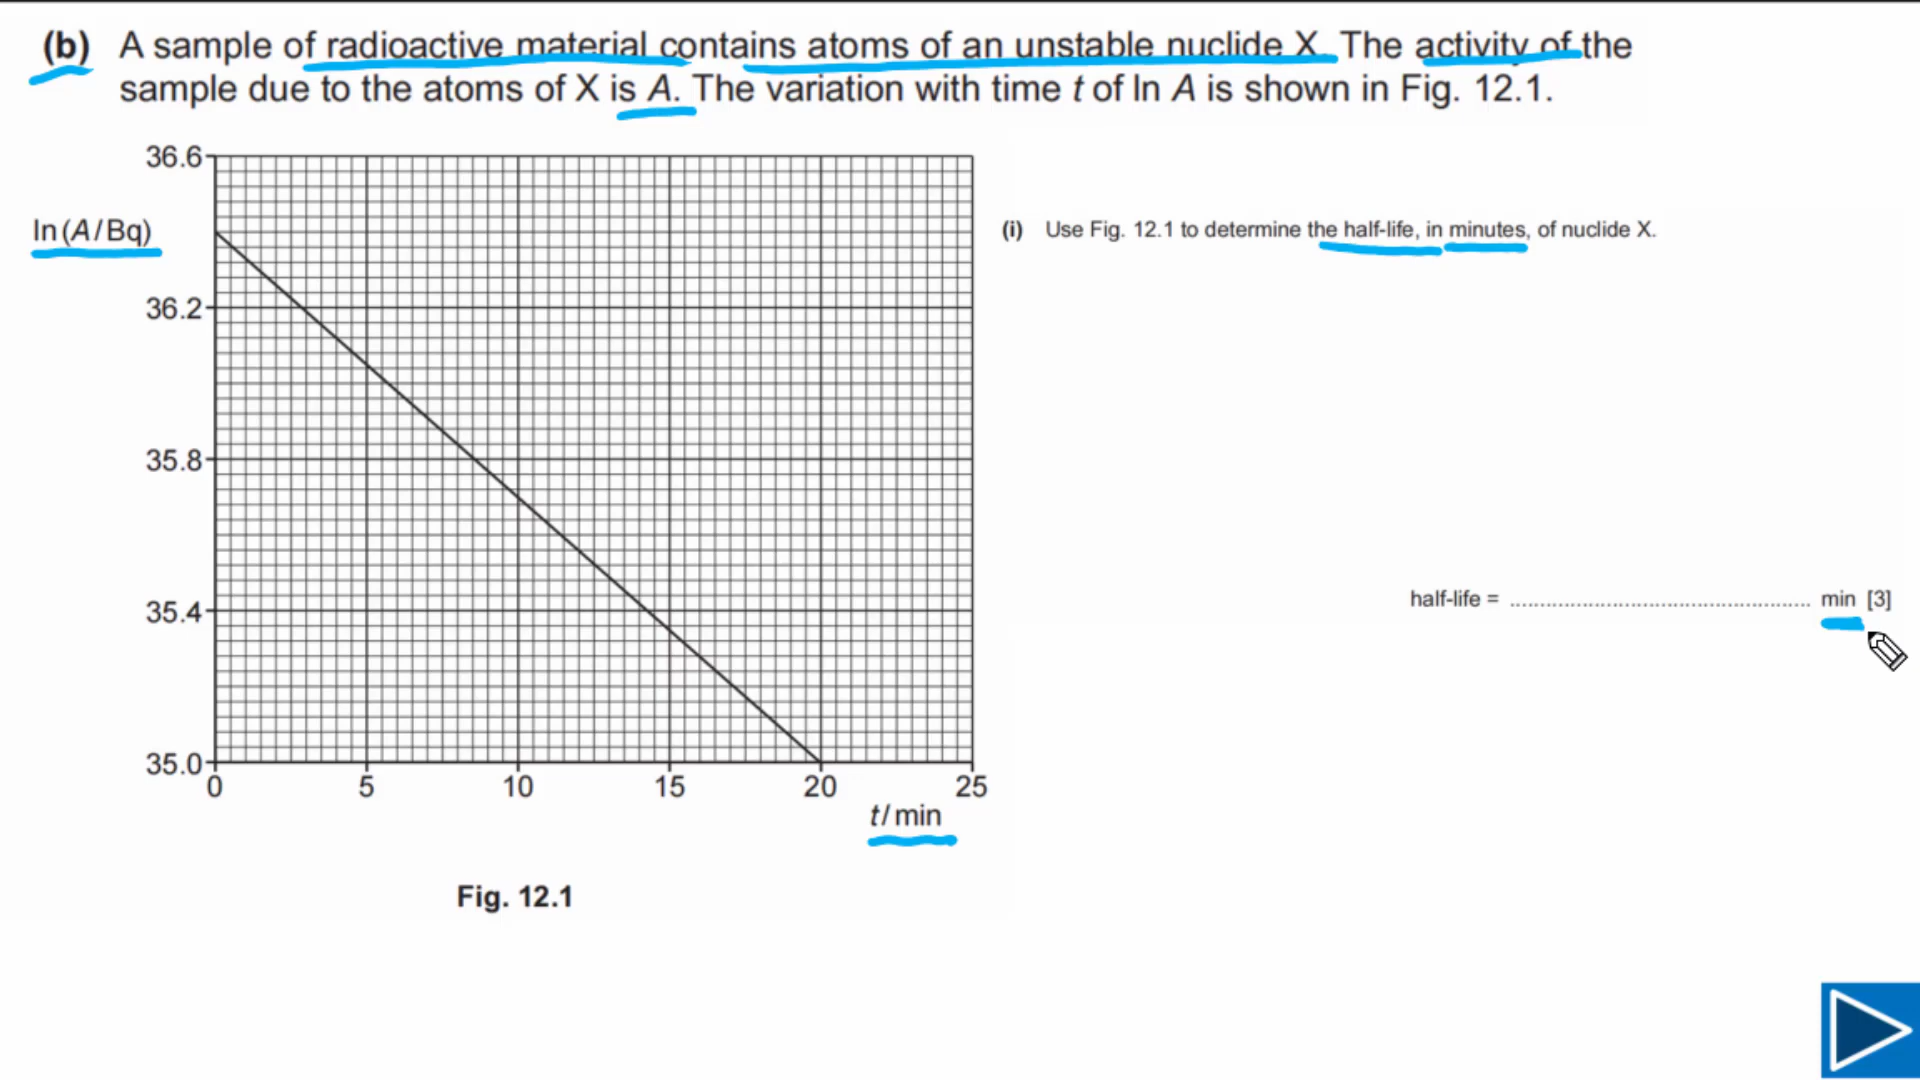 (b) A sample of radioactive material contains atoms of an unstable nuclide X. The activity of the
sample due to the atoms of X is A. The variation with time t of ln A is shown in Fig. 12.1.
36.6
ln (A / Bq)
36.2
35.8
35.4
35.0
0 5 10 15 20 25
t / min
Fig. 12.1
(i) Use Fig. 12.1 to determine the half-life, in minutes, of nuclide X.
half-life = .................................................. min [3]